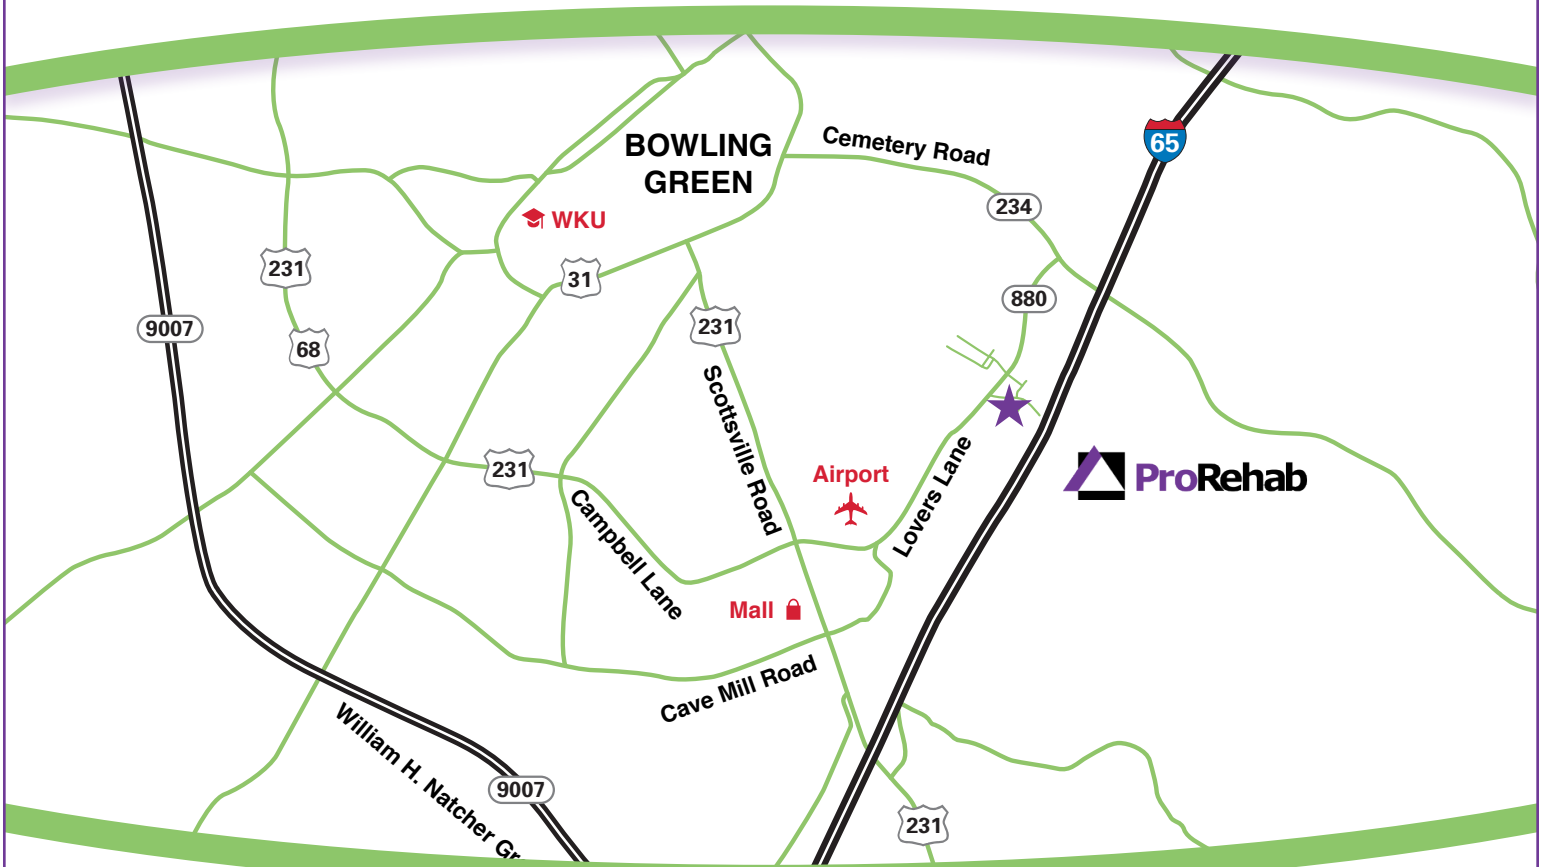 BOWLING
GREEN
Cemetery Road
65
234
WKU
231
31
880
9007
231
68
Scottsville Road
231
Airport
Lovers Lane
ProRehab
Campbell Lane
Mall
Cave Mill Road
William H. Natcher Gr
9007
231